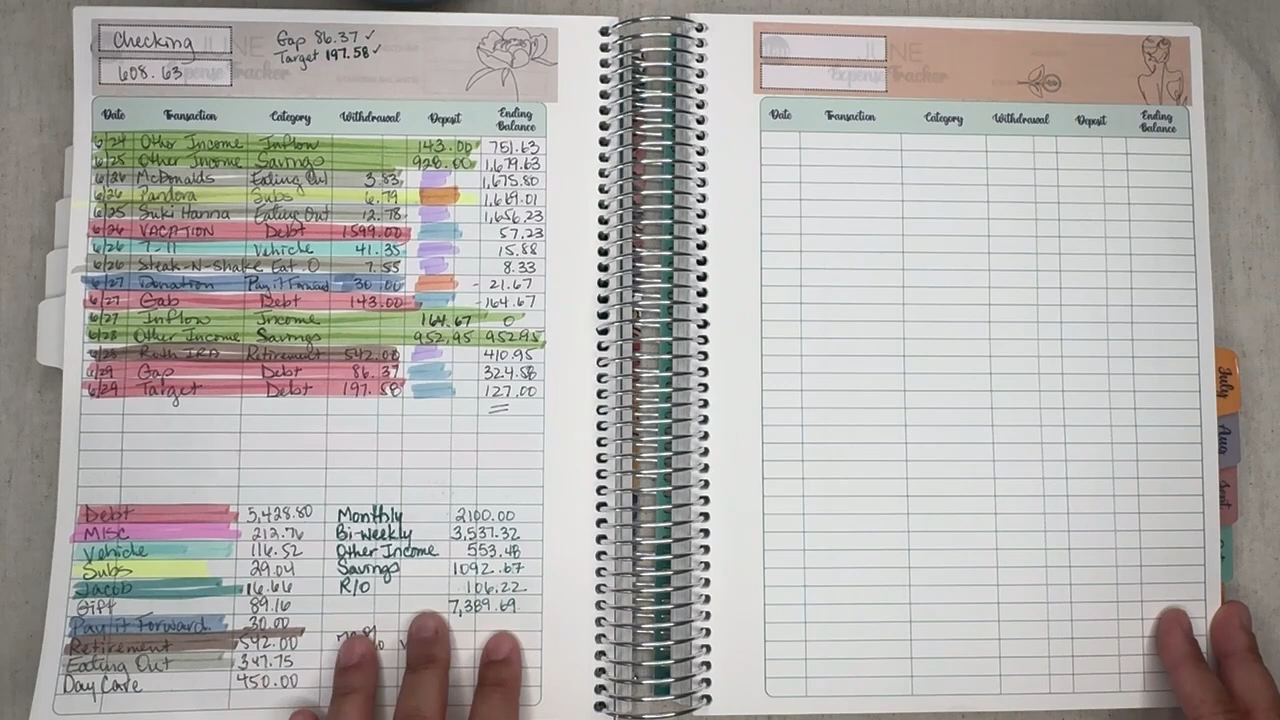 Checking
Gap 86.37 ✓
608.63
Target 197.58 ✓
JUNE
Expense Tracker
Date Transaction Category Withdrawal Deposit Ending Balance
6/24 Other Income Inflow 143.00 751.63
6/25 Other Income Savings 928.00 1,679.63
6/26 McDonalds Eating Out 3.83 1,675.80
6/26 Pandora Subs 6.79 1,669.01
6/25 Suki Hanna Eating Out 12.78 1,656.23
6/26 VACATION Debt 1599.00 57.23
6/26 7-11 Vehicle 41.35 15.88
6/26 Steak-N-Shake Eat.O 7.55 8.33
6/27 Donation Pay it Forward 30.00 -21.67
6/27 Gab Debt 143.00 -164.67
6/27 Inflow Income 164.67 0
6/28 Other Income Savings 952.95 952.95
6/28 Roth IRA Retirement 542.00 410.95
6/29 Gap Debt 86.37 324.58
6/29 Target Debt 197.58 127.00
Debt 5,428.80 Monthly 2100.00
MISC 212.76 Bi-weekly 3,537.32
Vehicle 116.52 Other Income 553.48
Subs 29.04 Savings 1092.67
Jacob 16.66 R/O 106.22
Gift 89.16 7,389.69
Pay it Forward 30.00
Retirement 542.00
Eating Out 347.75
Day Care 450.00
JUNE
Expense Tracker
Date Transaction Category Withdrawal Deposit Ending Balance
July
Aug
Sept